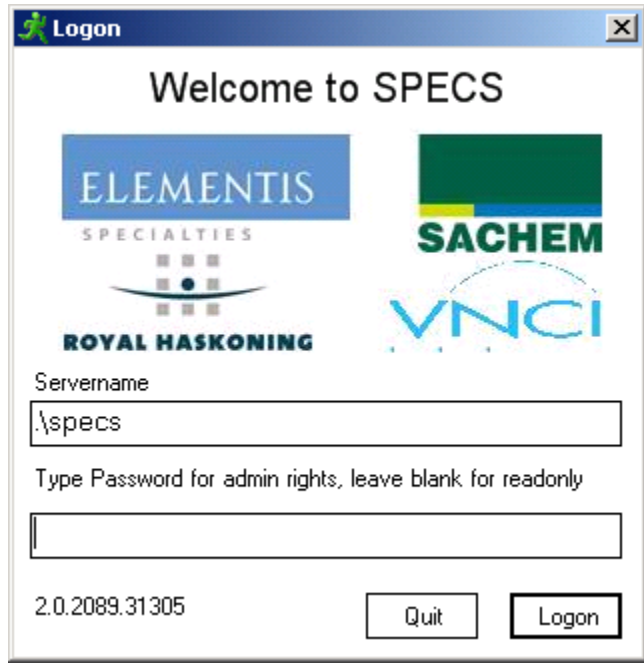 Logon
Welcome to SPECS
ELEMENTIS
SPECIALTIES
SACHEM
ROYAL HASKONING
VNCI
Servername
.\specs
Type Password for admin rights, leave blank for readonly
2.0.2089.31305
Quit
Logon